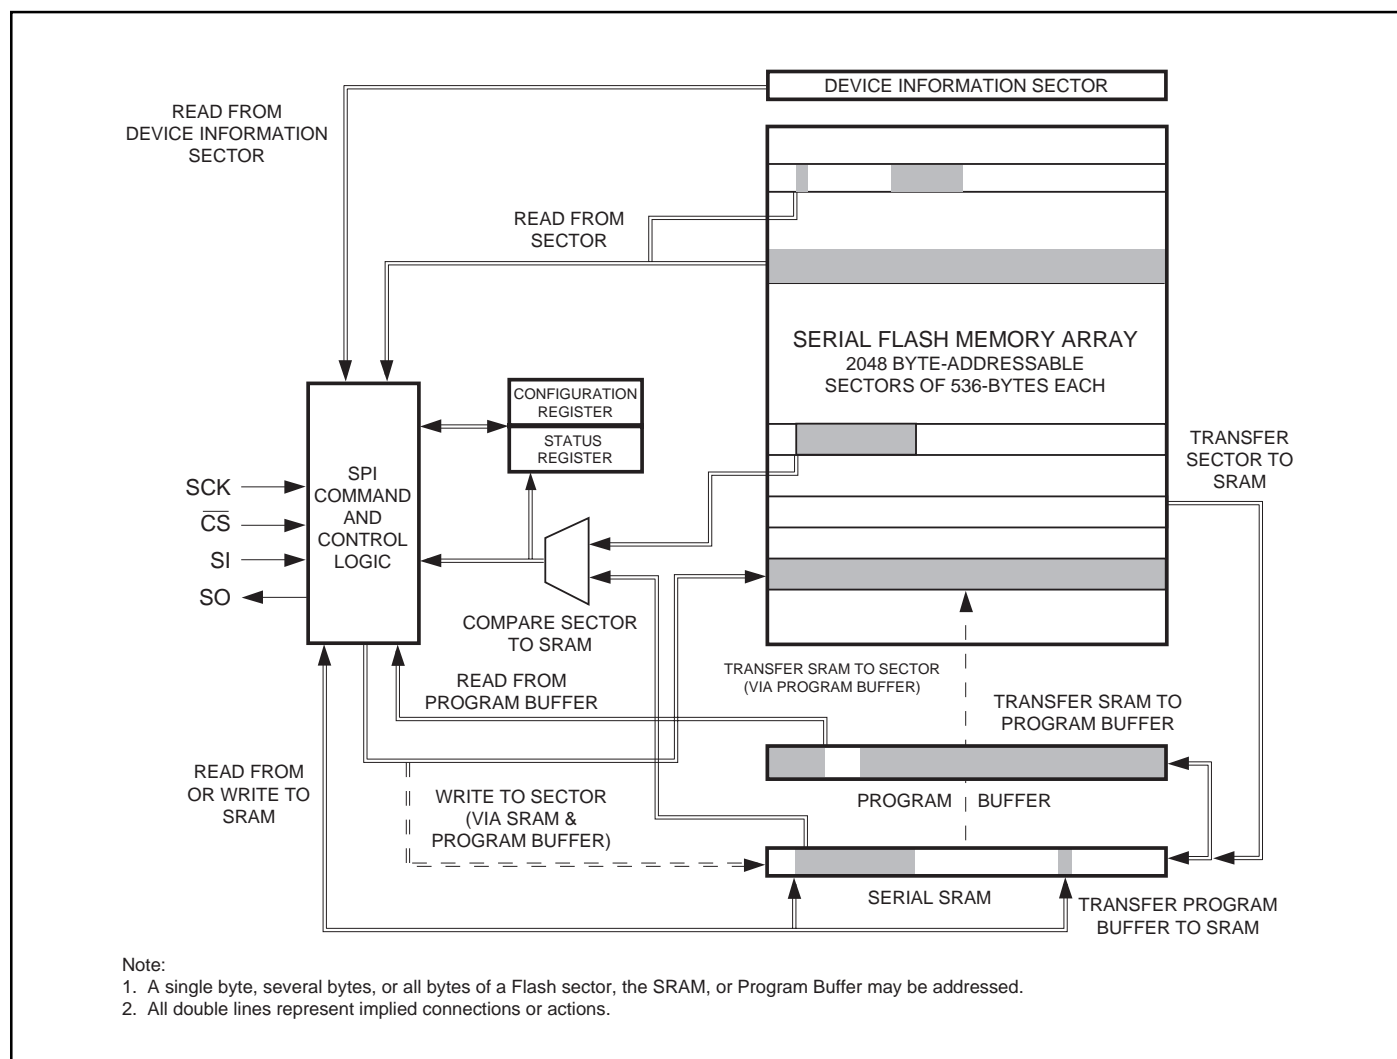 DEVICE INFORMATION SECTOR
READ FROM
DEVICE INFORMATION
SECTOR
READ FROM
SECTOR
SERIAL FLASH MEMORY ARRAY
2048 BYTE-ADDRESSABLE
SECTORS OF 536-BYTES EACH
CONFIGURATION
REGISTER
STATUS
REGISTER
TRANSFER
SECTOR TO
SRAM
SPI
COMMAND
AND
CONTROL
LOGIC
SCK
CS
SI
SO
COMPARE SECTOR
TO SRAM
TRANSFER SRAM TO SECTOR
(VIA PROGRAM BUFFER)
READ FROM
PROGRAM BUFFER
TRANSFER SRAM TO
PROGRAM BUFFER
READ FROM
OR WRITE TO
SRAM
WRITE TO SECTOR
(VIA SRAM &
PROGRAM BUFFER)
PROGRAM BUFFER
SERIAL SRAM
TRANSFER PROGRAM
BUFFER TO SRAM
Note:
1. A single byte, several bytes, or all bytes of a Flash sector, the SRAM, or Program Buffer may be addressed.
2. All double lines represent implied connections or actions.